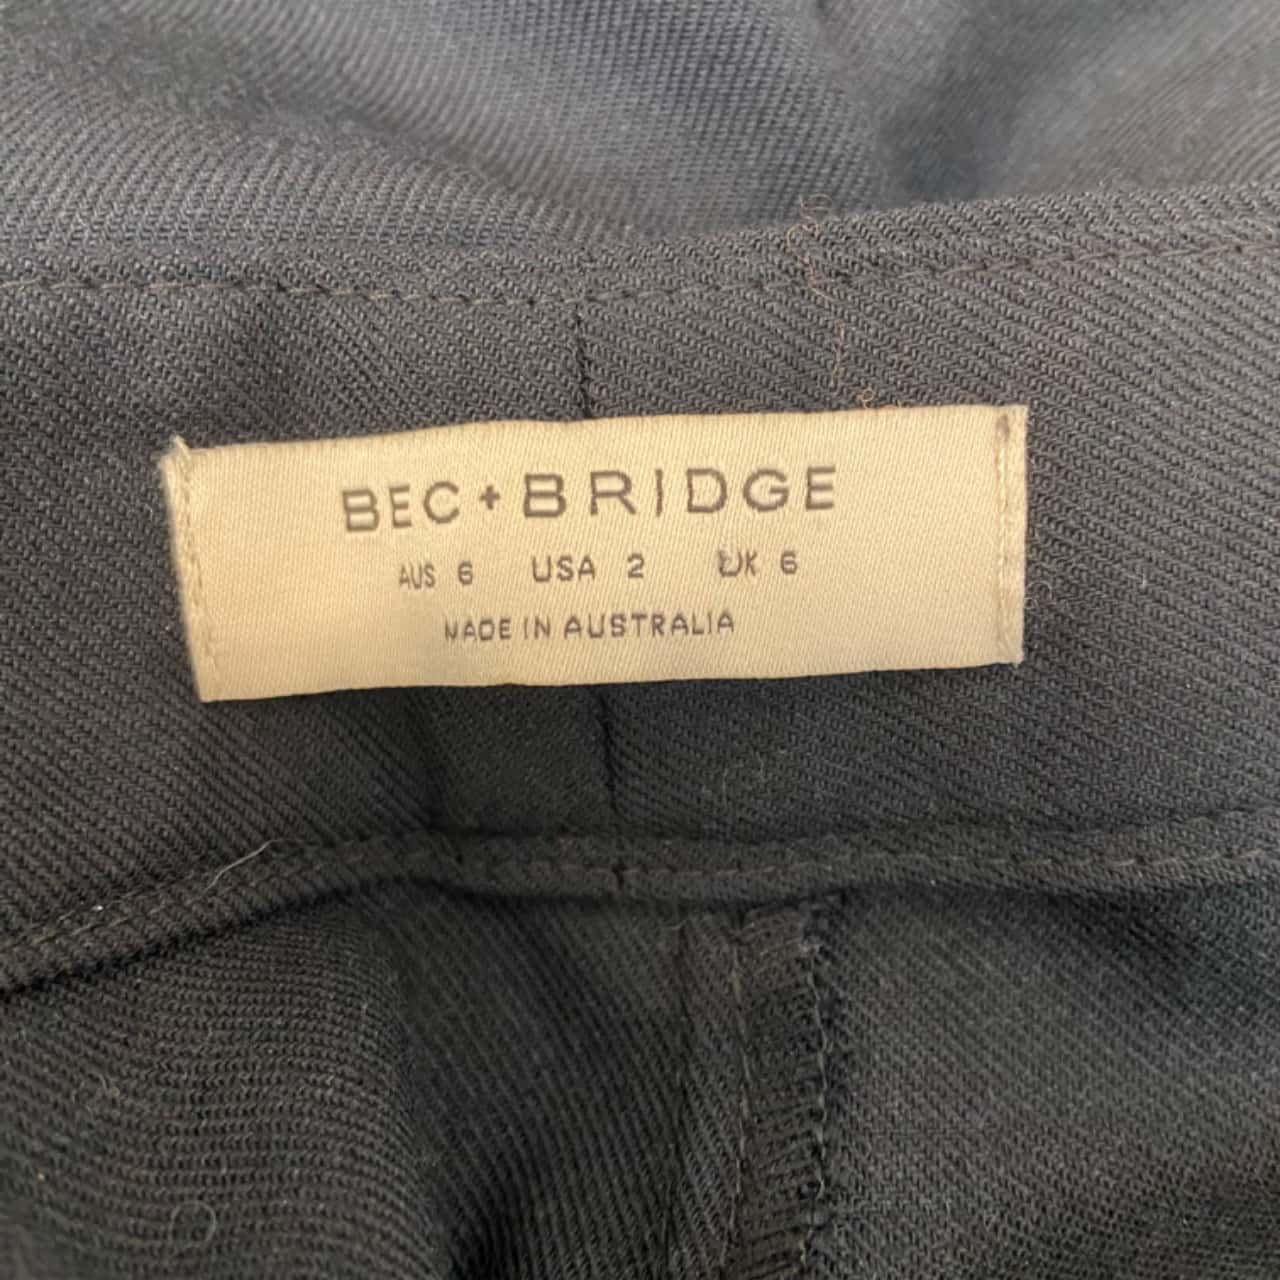 BEC+BRIDGE
AUS 6 USA 2 UK 6
MADE IN AUSTRALIA